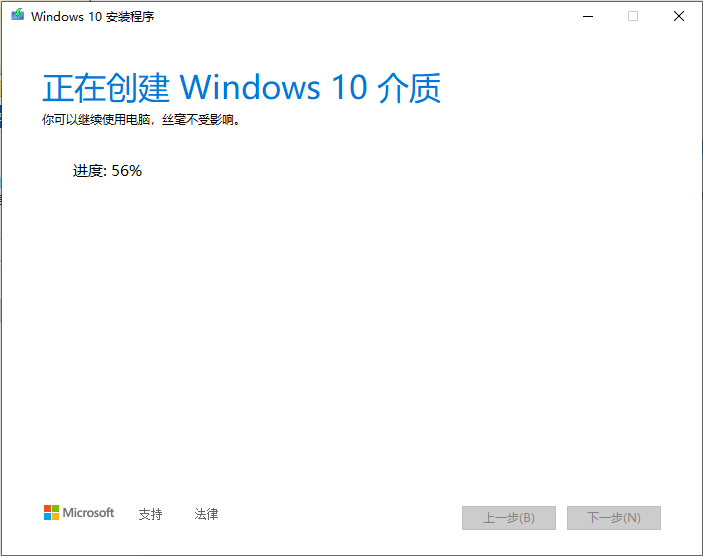 Windows 10 安装程序
正在创建 Windows 10 介质
你可以继续使用电脑，丝毫不受影响。
进度: 56%
Microsoft 支持 法律 上一步(B) 下一步(N)